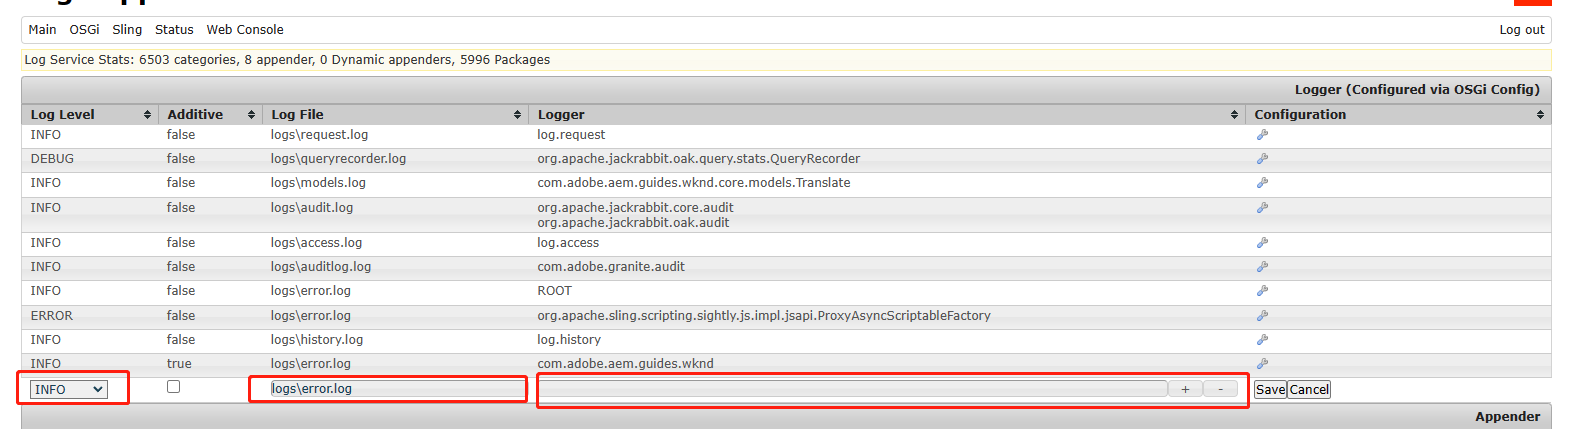 Main OSGi Sling Status Web Console Log out
Log Service Stats: 6503 categories, 8 appender, 0 Dynamic appenders, 5996 Packages
Logger (Configured via OSGi Config)
Log Level Additive Log File Logger Configuration
INFO false logs\request.log log.request
DEBUG false logs\queryrecorder.log org.apache.jackrabbit.oak.query.stats.QueryRecorder
INFO false logs\models.log com.adobe.aem.guides.wknd.core.models.Translate
INFO false logs\audit.log org.apache.jackrabbit.core.audit
org.apache.jackrabbit.oak.audit
INFO false logs\access.log log.access
INFO false logs\auditlog.log com.adobe.granite.audit
INFO false logs\error.log ROOT
ERROR false logs\error.log org.apache.sling.scripting.sightly.js.impl.jsapi.ProxyAsyncScriptableFactory
INFO false logs\history.log log.history
INFO true logs\error.log com.adobe.aem.guides.wknd
INFO logs\error.log + - Save Cancel
Appender